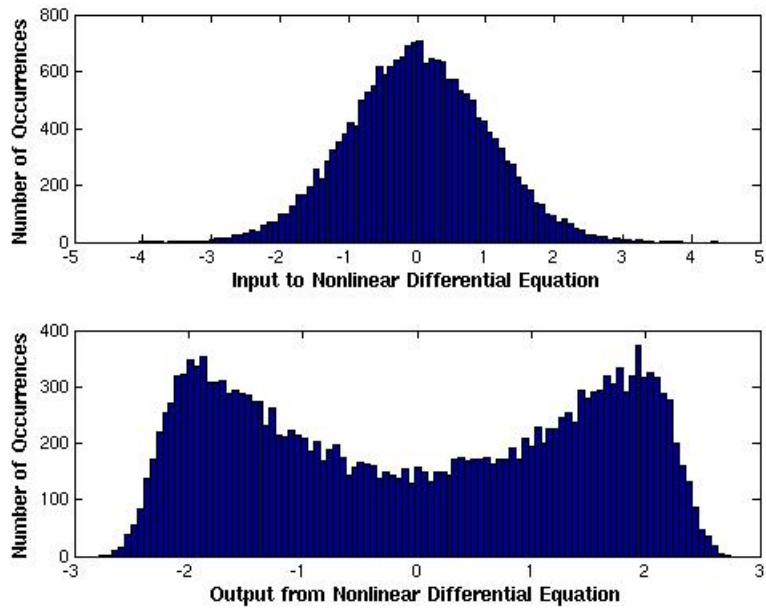 800
600
400
200
0
Number of Occurrences
-5 -4 -3 -2 -1 0 1 2 3 4 5
Input to Nonlinear Differential Equation
400
300
200
100
0
Number of Occurrences
-3 -2 -1 0 1 2 3
Output from Nonlinear Differential Equation